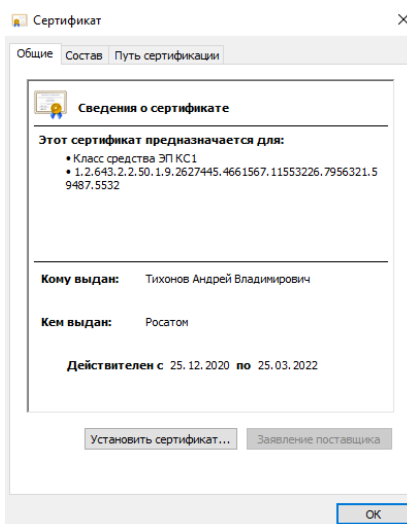 Сертификат
Общие Состав Путь сертификации
Сведения о сертификате
Этот сертификат предназначается для:
• Класс средства ЭП КС1
• 1.2.643.2.2.50.1.9.2627445.4661567.11553226.7956321.5
9487.5532
Кому выдан: Тихонов Андрей Владимирович
Кем выдан: Росатом
Действителен с 25.12.2020 по 25.03.2022
Установить сертификат... Заявление поставщика
ОК